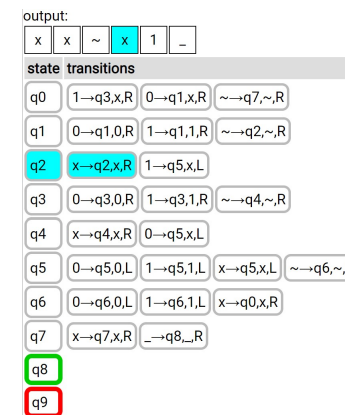 output:
x x ~ x 1 _
state transitions
q0 1→q3,x,R 0→q1,x,R ~→q7,~,R
q1 0→q1,0,R 1→q1,1,R ~→q2,~,R
q2 x→q2,x,R 1→q5,x,L
q3 0→q3,0,R 1→q3,1,R ~→q4,~,R
q4 x→q4,x,R 0→q5,x,L
q5 0→q5,0,L 1→q5,1,L x→q5,x,L ~→q6,~,
q6 0→q6,0,L 1→q6,1,L x→q0,x,R
q7 x→q7,x,R _→q8,_,R
q8
q9